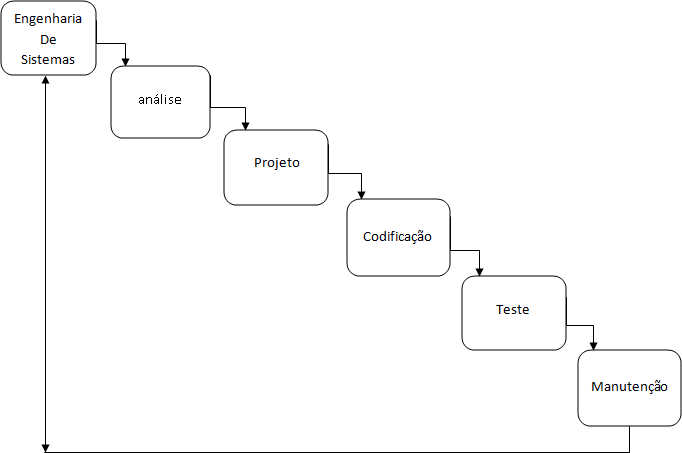 Engenharia
De
Sistemas
análise
Projeto
Codificação
Teste
Manutenção